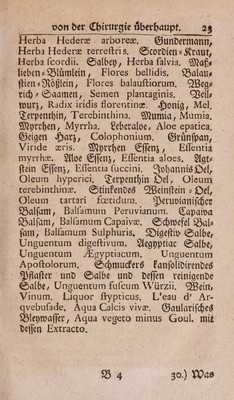 von der Chirurgie überhaupt. 23
Herba Hederæ arboreæ. Gundermann,
Herba Hederæ terrestris. Scordien-Kraut,
Herba scordii. Salbey, Herba salvia. Maß-
lieben-Blümlein, Flores bellidis. Balau-
stien-Rößlein, Flores balaustiorum. Weg-
rich-Saamen, Semen plantaginis. Veil-
wurz, Radix iridis florentinæ. Honig, Mel.
Terpenthin, Terebinthina. Mumia, Mumia.
Myrrhen, Myrrha. Leberaloe, Aloe epatica.
Geigen Harz, Colophonium. Grünspan,
Viride æris. Myrrhen Essenz, Essentia
myrrhæ. Aloe Essenz, Essentia aloes. Agt-
stein Essenz, Essentia succini. Johannis Oel,
Oleum hyperici. Terpenthin Oel, Oleum
terebinthinæ. Stinkendes Weinstein-Oel,
Oleum tartari fœtidum. Peruvianischer
Balsam, Balsamum Peruvianum. Capaiva
Balsam, Balsamum Capaivæ. Schwefel Bal-
sam, Balsamum Sulphuris. Digestiv Salbe,
Unguentum digestivum. Aegyptiac Salbe,
Unguentum Ægyptiacum. Unguentum
Apostolorum. Schmuckers konsolidirendes
Pflaster und Salbe und dessen reinigende
Salbe, Unguentum fuscum Würzii. Wein,
Vinum. Liquor stypticus. L'eau d' Ar-
quebusade. Aqua Calcis vivæ. Goularisches
Bleywasser, Aqua vegeto minus Goul. mit
dessen Extracto.
B 4 30.) Was